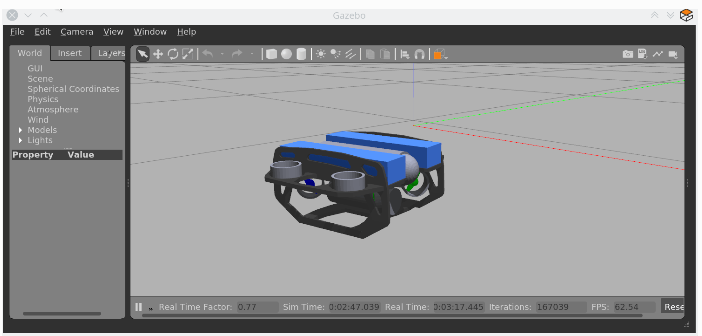 Gazebo
File Edit Camera View Window Help
World Insert Layers
GUI
Scene
Spherical Coordinates
Physics
Atmosphere
Wind
Models
Lights
Property Value
Real Time Factor: 0.77 Sim Time: 0:02:47.039 Real Time: 0:03:17.445 Iterations: 167039 FPS: 62.54 Rese